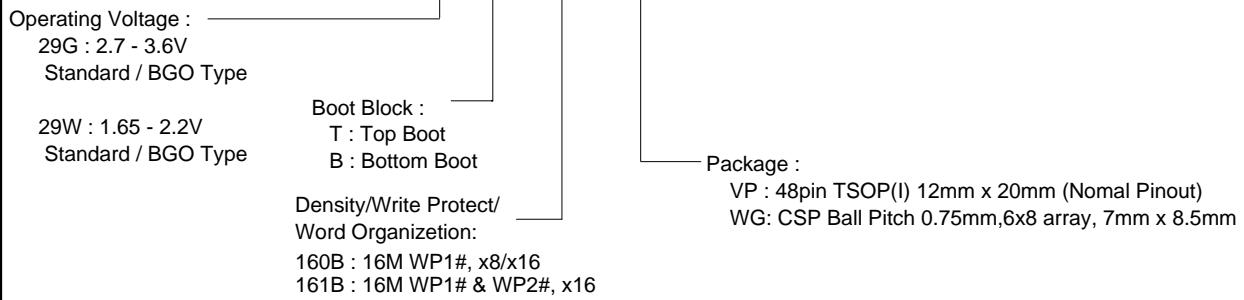 Operating Voltage :
29G : 2.7 - 3.6V
Standard / BGO Type
29W : 1.65 - 2.2V
Standard / BGO Type
Boot Block :
T : Top Boot
B : Bottom Boot
Density/Write Protect/
Word Organizetion:
160B : 16M WP1#, x8/x16
161B : 16M WP1# & WP2#, x16
Package :
VP : 48pin TSOP(I) 12mm x 20mm (Nomal Pinout)
WG: CSP Ball Pitch 0.75mm,6x8 array, 7mm x 8.5mm